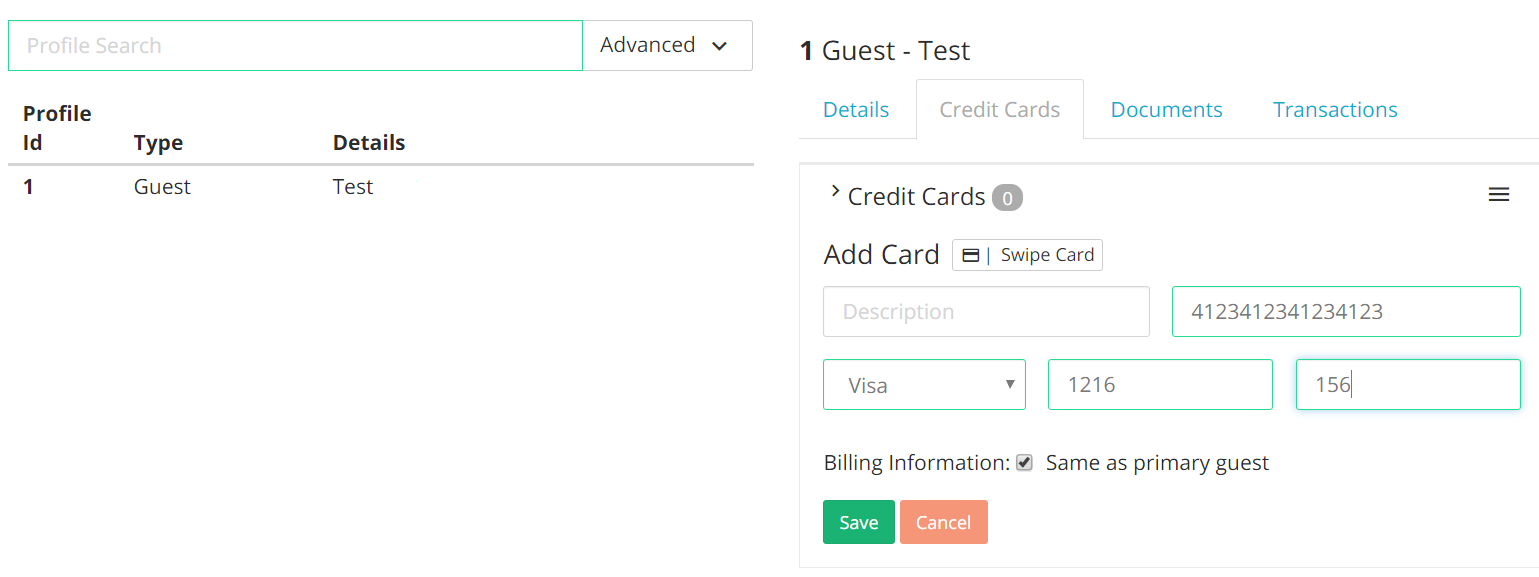 Profile Search
Advanced
Profile
Id Type Details
1 Guest Test
1 Guest - Test
Details Credit Cards Documents Transactions
Credit Cards 0
Add Card | Swipe Card
Description 4123412341234123
Visa 1216 156
Billing Information: Same as primary guest
Save Cancel